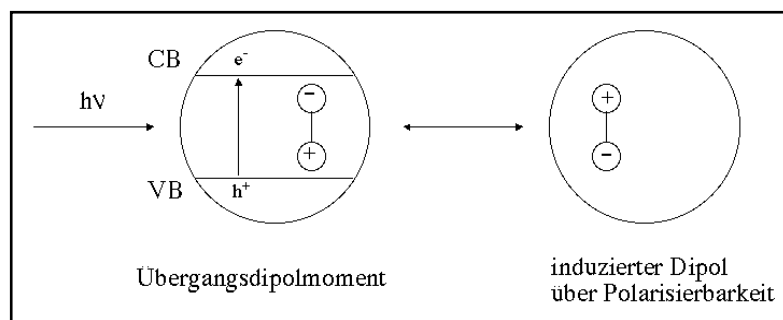 CB
e⁻
hν
−
+
+
−
VB
h⁺
Übergangsdipolmoment
induzierter Dipol
über Polarisierbarkeit